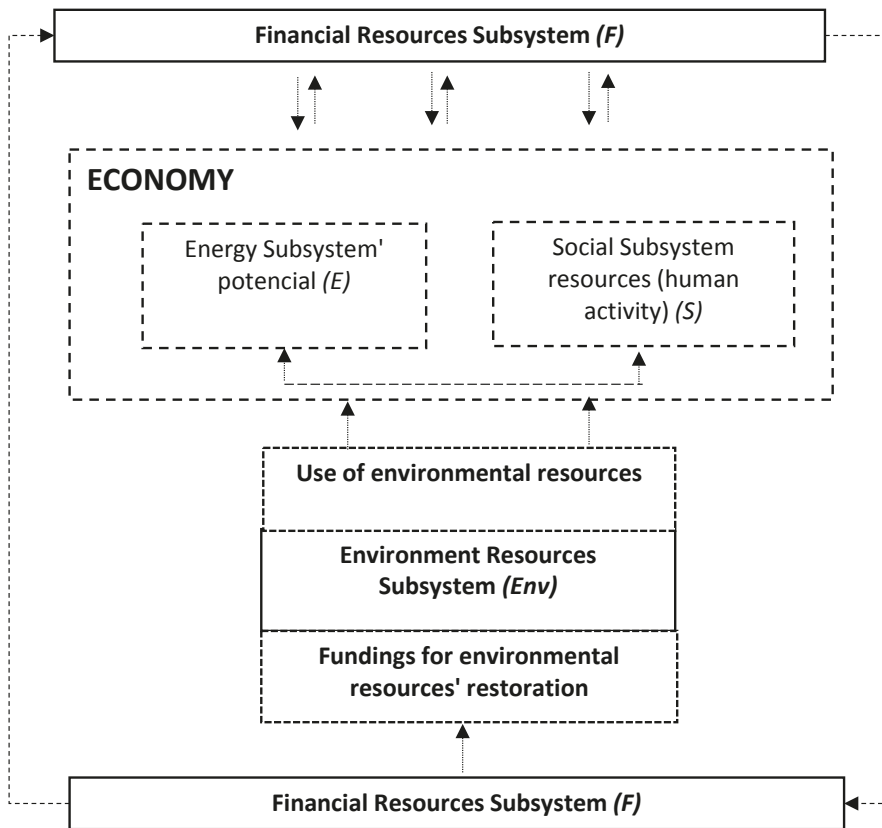 Financial Resources Subsystem (F)
ECONOMY
Energy Subsystem'
potencial (E)
Social Subsystem
resources (human
activity) (S)
Use of environmental resources
Environment Resources
Subsystem (Env)
Fundings for environmental
resources' restoration
Financial Resources Subsystem (F)